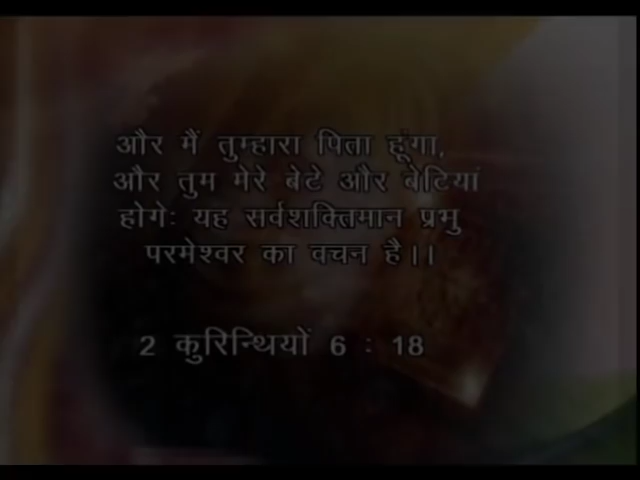 और मैं तुम्हारा पिता हूंगा,
और तुम मेरे बेटे और बेटियां
होगेः यह सर्वशक्तिमान प्रभु
परमेश्वर का वचन है।।
2 कुरिन्थियों 6 : 18